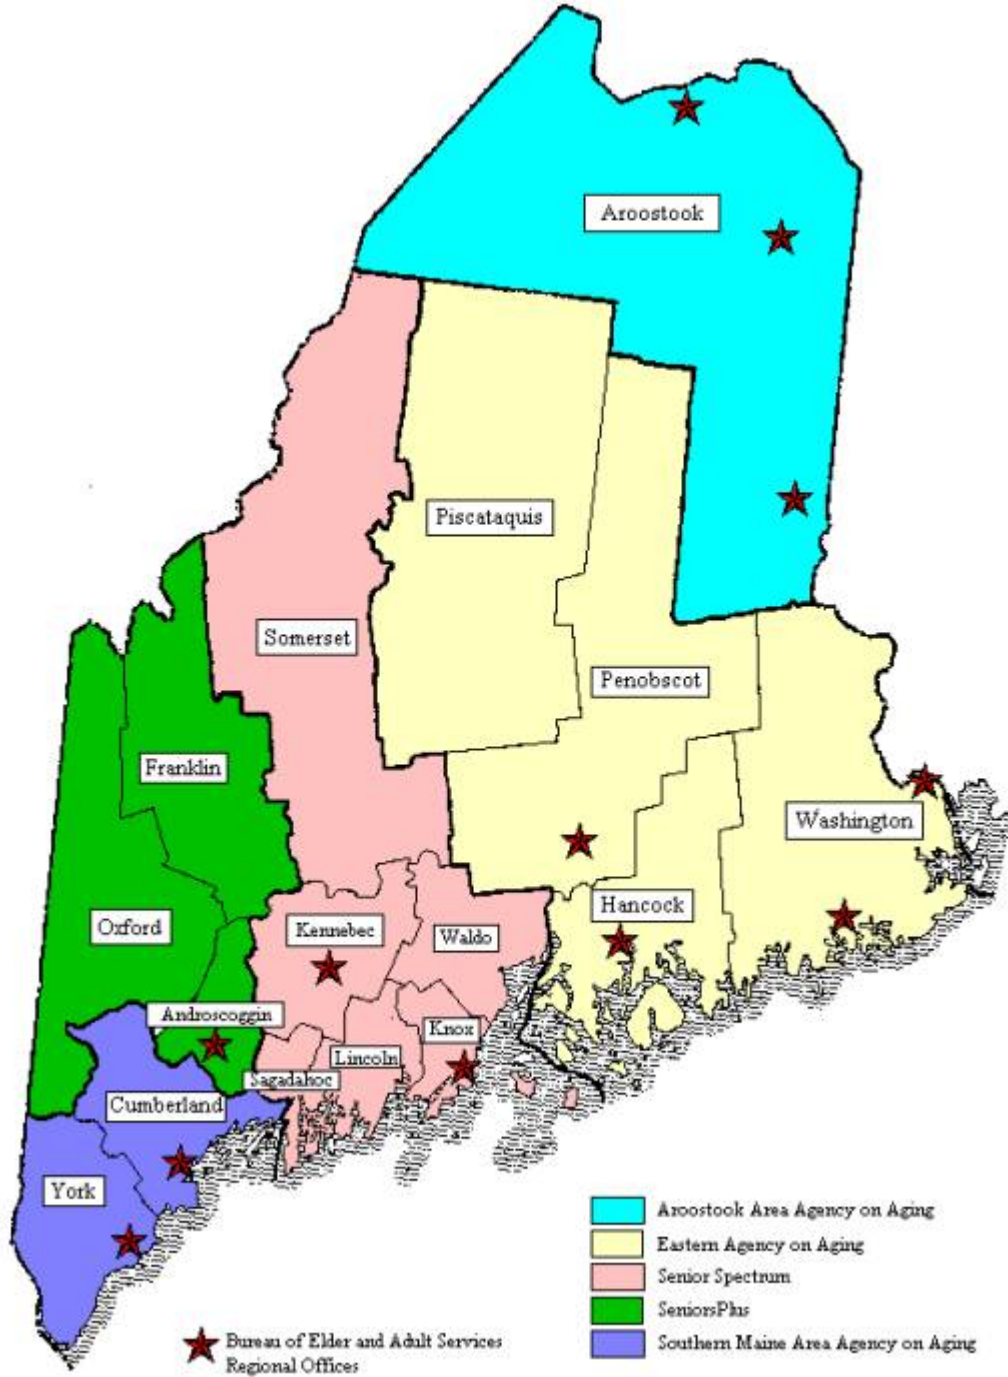 Aroostook
Piscataquis
Somerset
Penobscot
Franklin
Washington
Oxford
Kennebec
Waldo
Hancock
Androscoggin
Knox
Lincoln
Sagadahoc
Cumberland
York
Aroostook Area Agency on Aging
Eastern Agency on Aging
Senior Spectrum
SeniorsPlus
Southern Maine Area Agency on Aging
Bureau of Elder and Adult Services
Regional Offices